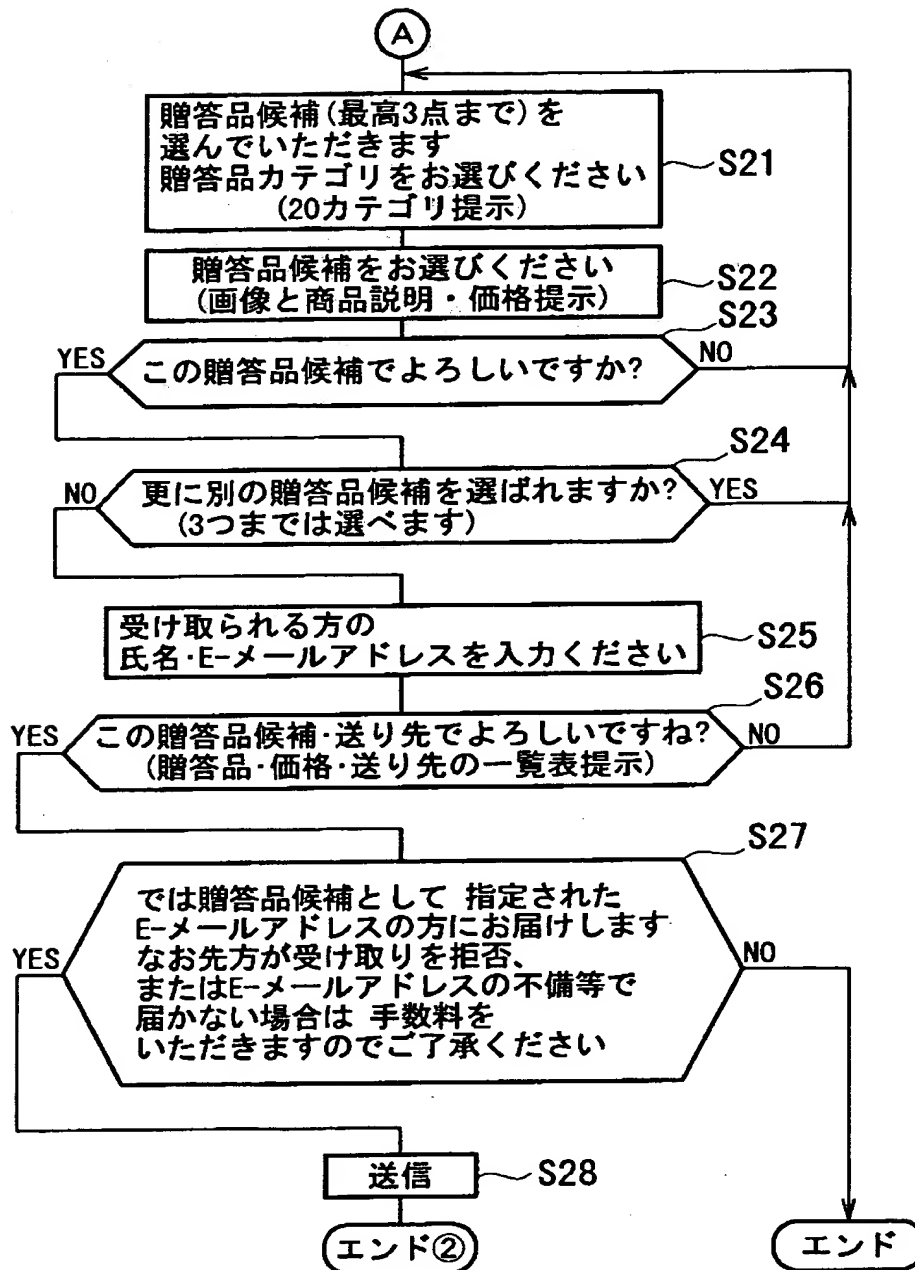 A
贈答品候補(最高3点まで)を
選んでいただきます
贈答品カテゴリをお選びください
(20カテゴリ提示)
S21
贈答品候補をお選びください
(画像と商品説明・価格提示)
S22
S23
YES
この贈答品候補でよろしいですか?
NO
S24
NO
更に別の贈答品候補を選ばれますか?
(3つまでは選べます)
YES
受け取られる方の
氏名・E-メールアドレスを入力ください
S25
S26
YES
この贈答品候補・送り先でよろしいですね?
(贈答品・価格・送り先の一覧表提示)
NO
S27
では贈答品候補として 指定された
E-メールアドレスの方にお届けします
なお先方が受け取りを拒否、
またはE-メールアドレスの不備等で
届かない場合は 手数料を
いただきますのでご了承ください
YES
NO
送信
S28
エンド②
エンド